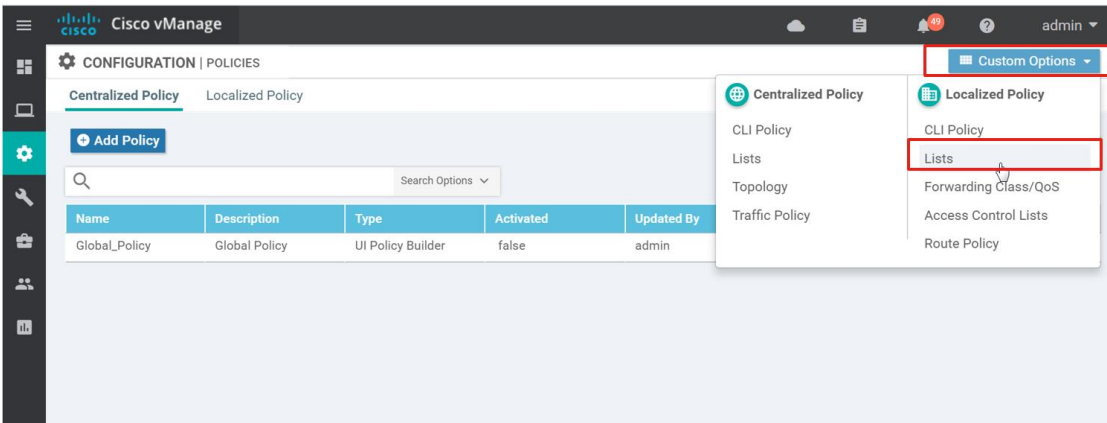 cisco Cisco vManage 49 admin
CONFIGURATION | POLICIES Custom Options
Centralized Policy Localized Policy
Add Policy
Search Options
Name Description Type Activated Updated By
Global_Policy Global Policy UI Policy Builder false admin
Centralized Policy
CLI Policy
Lists
Topology
Traffic Policy
Localized Policy
CLI Policy
Lists
Forwarding Class/QoS
Access Control Lists
Route Policy